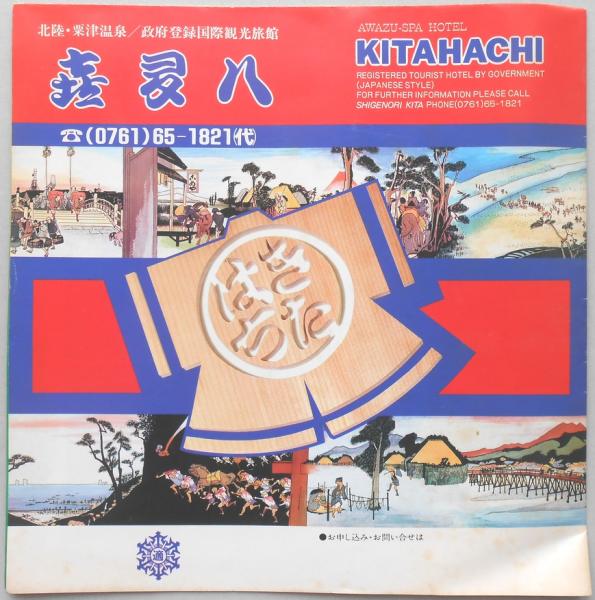 北陸・粟津温泉／政府登録国際観光旅館
㐂多八
☎(0761)65-1821㈹
AWAZU-SPA HOTEL
KITAHACHI
REGISTERED TOURIST HOTEL BY GOVERNMENT
(JAPANESE STYLE)
FOR FURTHER INFORMATION PLEASE CALL
SHIGENORI KITA PHONE(0761)65-1821
きた
はち
●お申し込み・お問い合せは
適